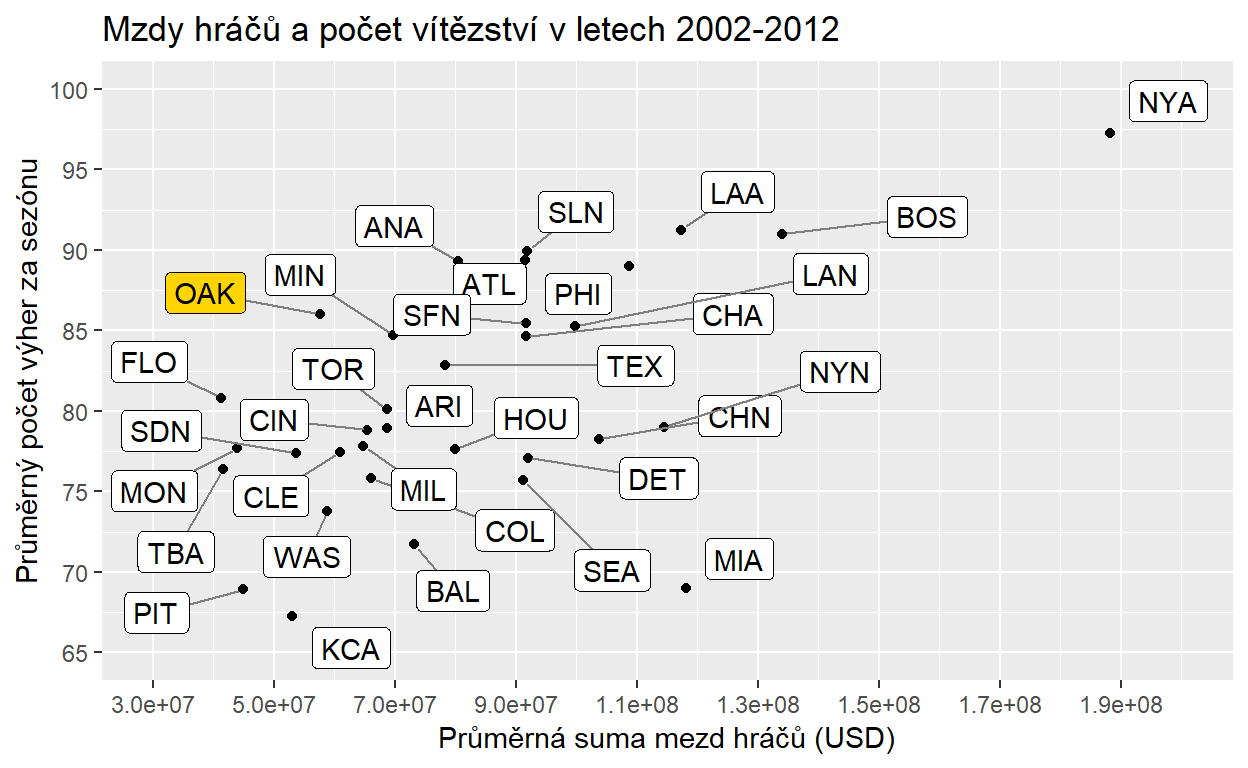 Mzdy hráčů a počet vítězství v letech 2002-2012
Průměrný počet výher za sezónu
100
95
90
85
80
75
70
65
NYA
LAA
SLN
BOS
ANA
MIN
ATL
PHI
LAN
OAK
SFN
CHA
FLO
TOR
TEX
NYN
ARI
CIN
HOU
CHN
SDN
DET
MON
CLE
MIL
COL
TBA
WAS
SEA
MIA
BAL
PIT
KCA
3.0e+07 5.0e+07 7.0e+07 9.0e+07 1.1e+08 1.3e+08 1.5e+08 1.7e+08 1.9e+08
Průměrná suma mezd hráčů (USD)